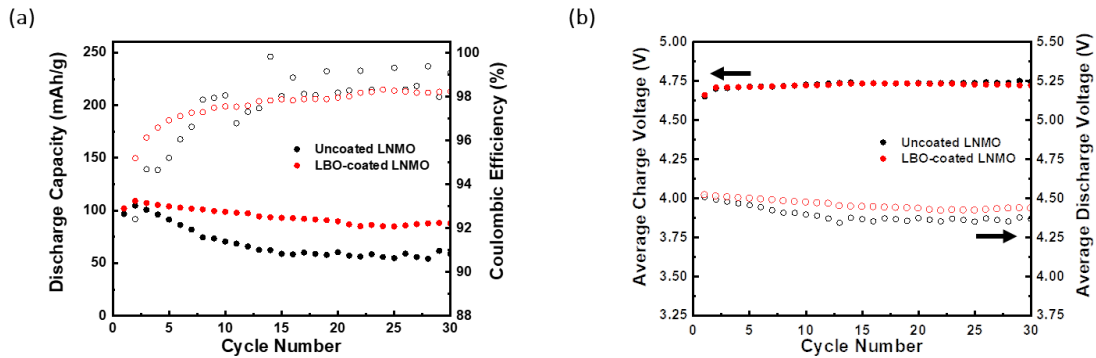 (a)
Discharge Capacity (mAh/g)
250
200
150
100
50
0
Uncoated LNMO
LBO-coated LNMO
100
98
96
94
93
92
90
88
Coulombic Efficiency (%)
0 5 10 15 20 25 30
Cycle Number
(b)
Average Charge Voltage (V)
5.00
4.75
4.50
4.25
4.00
3.75
3.50
3.25
Uncoated LNMO
LBO-coated LNMO
5.50
5.25
5.00
4.75
4.50
4.25
4.00
3.75
Average Discharge Voltage (V)
0 5 10 15 20 25 30
Cycle Number